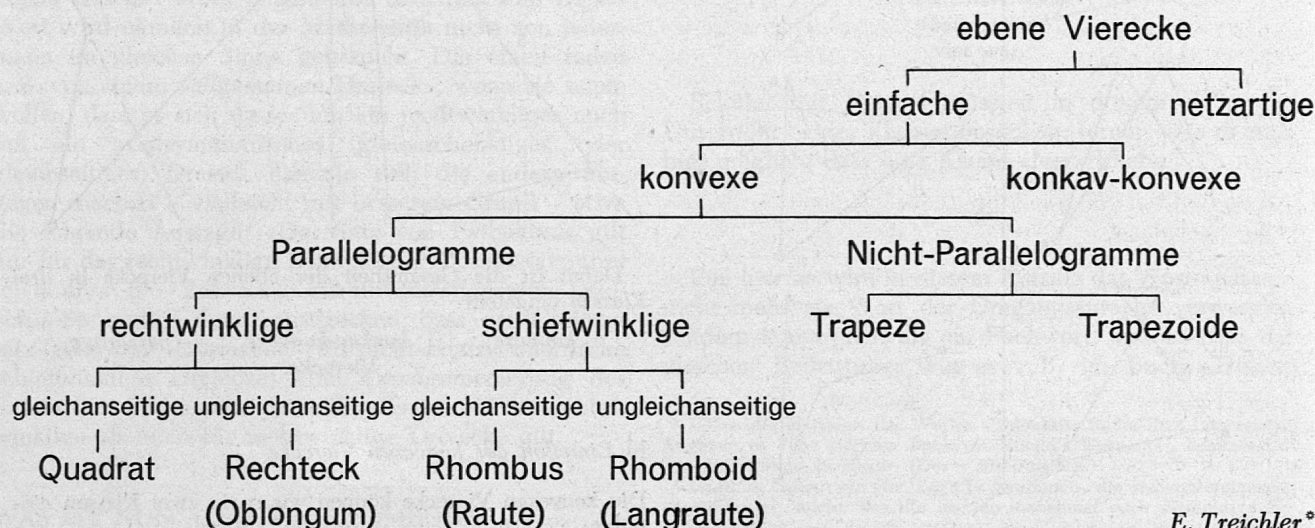 ebene Vierecke
einfache netzartige
konvexe konkav-konvexe
Parallelogramme Nicht-Parallelogramme
rechtwinklige schiefwinklige Trapeze Trapezoide
gleichanseitige ungleichanseitige gleichanseitige ungleichanseitige
Quadrat Rechteck Rhombus Rhomboid
(Oblongum) (Raute) (Langraute)
E. Treichler*